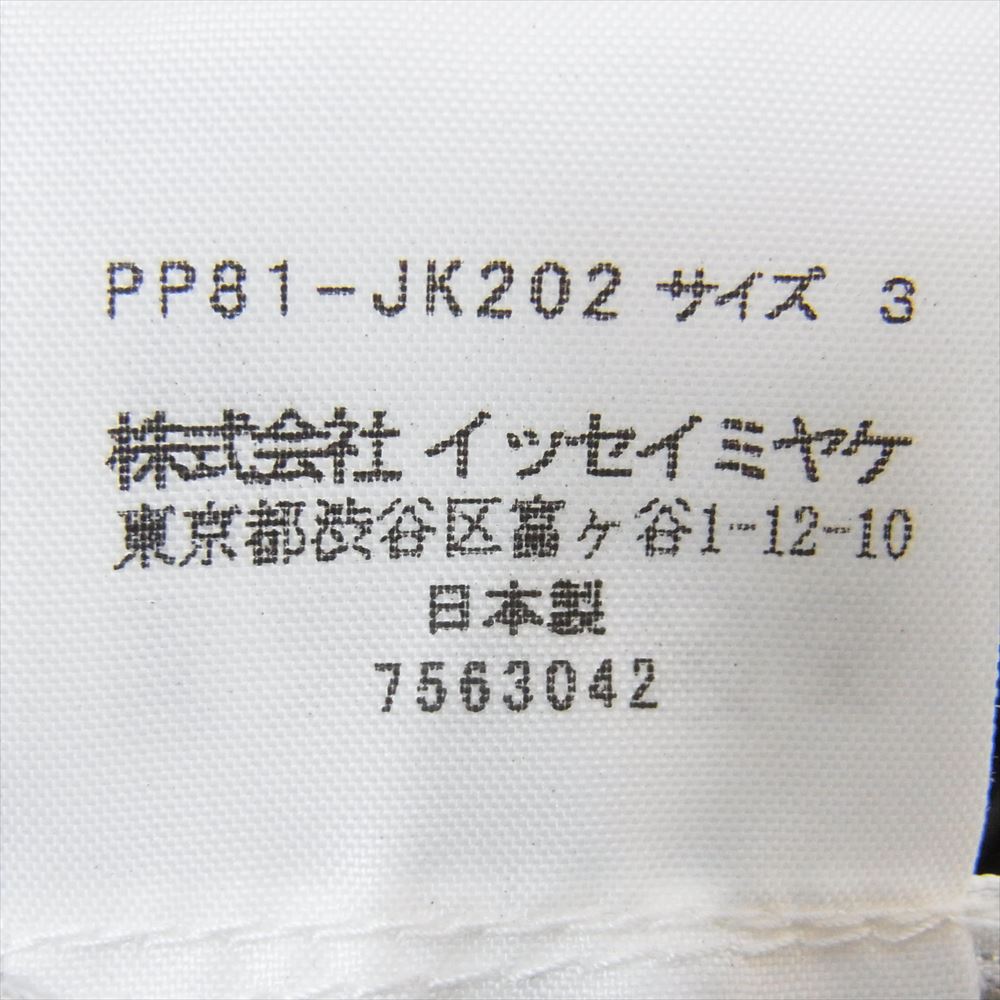 PP81-JK202 サイズ 3
株式会社 イッセイミヤケ
東京都渋谷区富ヶ谷1-12-10
日本製
7563042